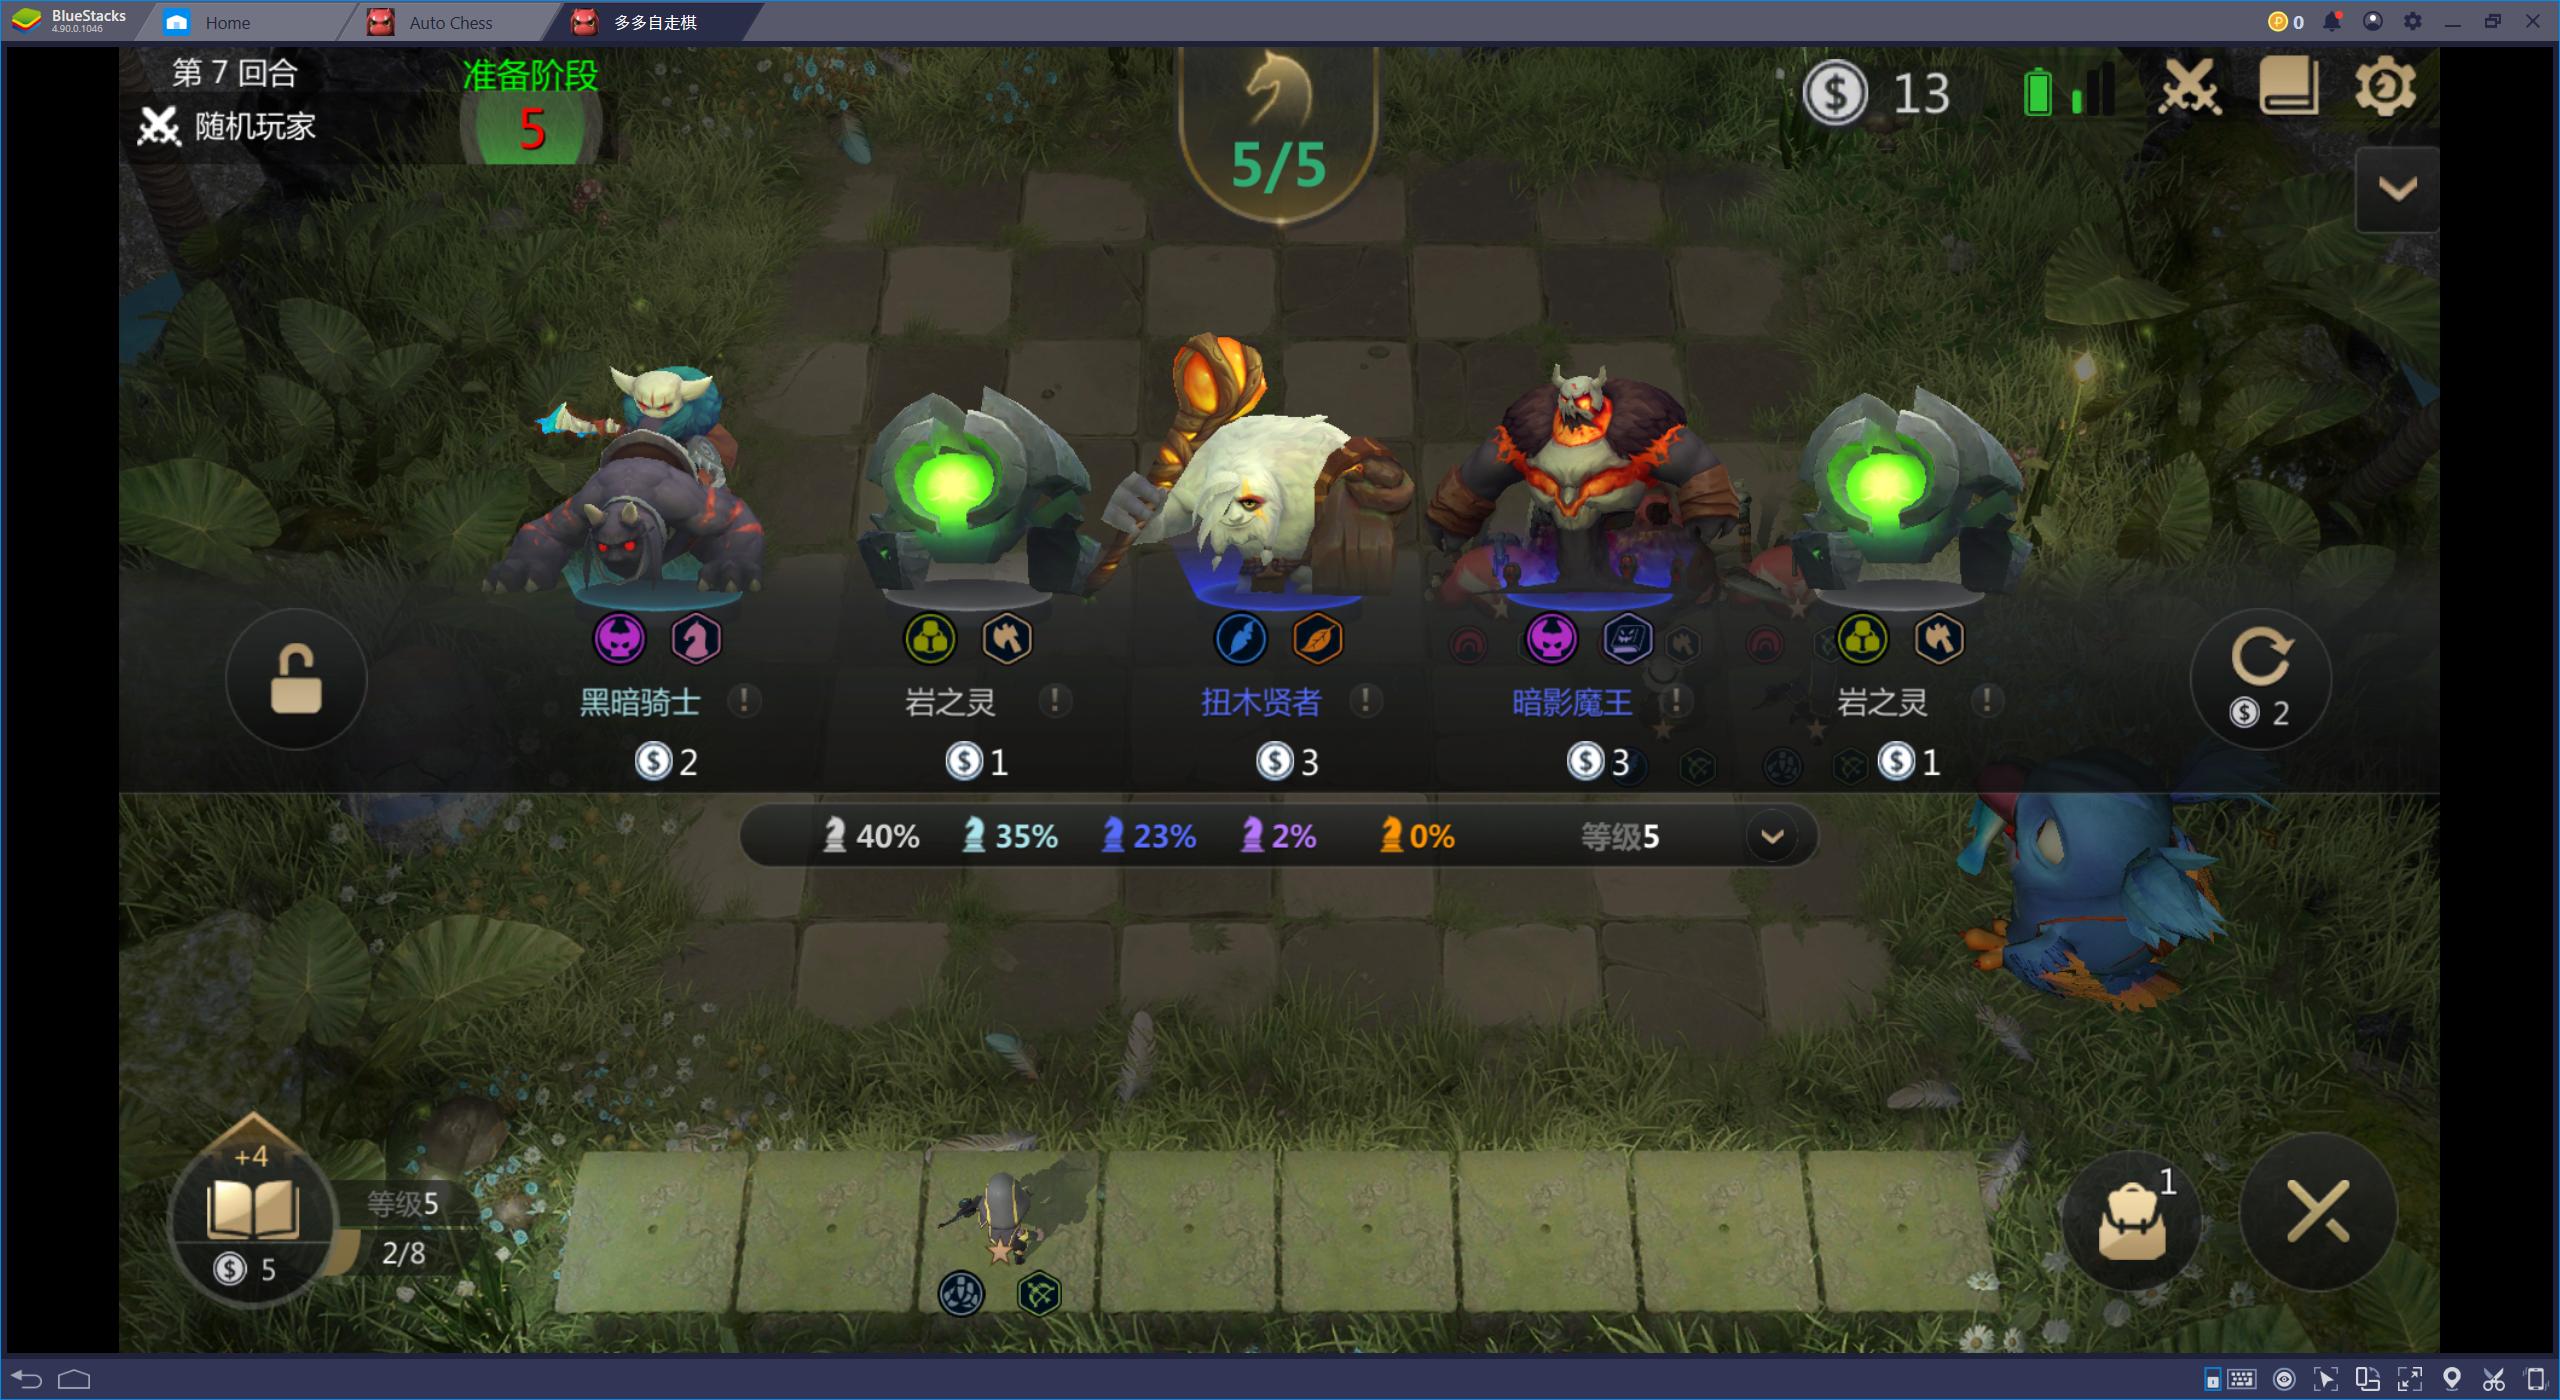 BlueStacks
4.90.0.1046
Home
Auto Chess
多多自走棋
0
第 7 回合
准备阶段
随机玩家
5
5/5
13
黑暗骑士
岩之灵
扭木贤者
暗影魔王
岩之灵
2
1
3
3
1
2
40%
35%
23%
2%
0%
等级5
+4
等级5
2/8
5
1